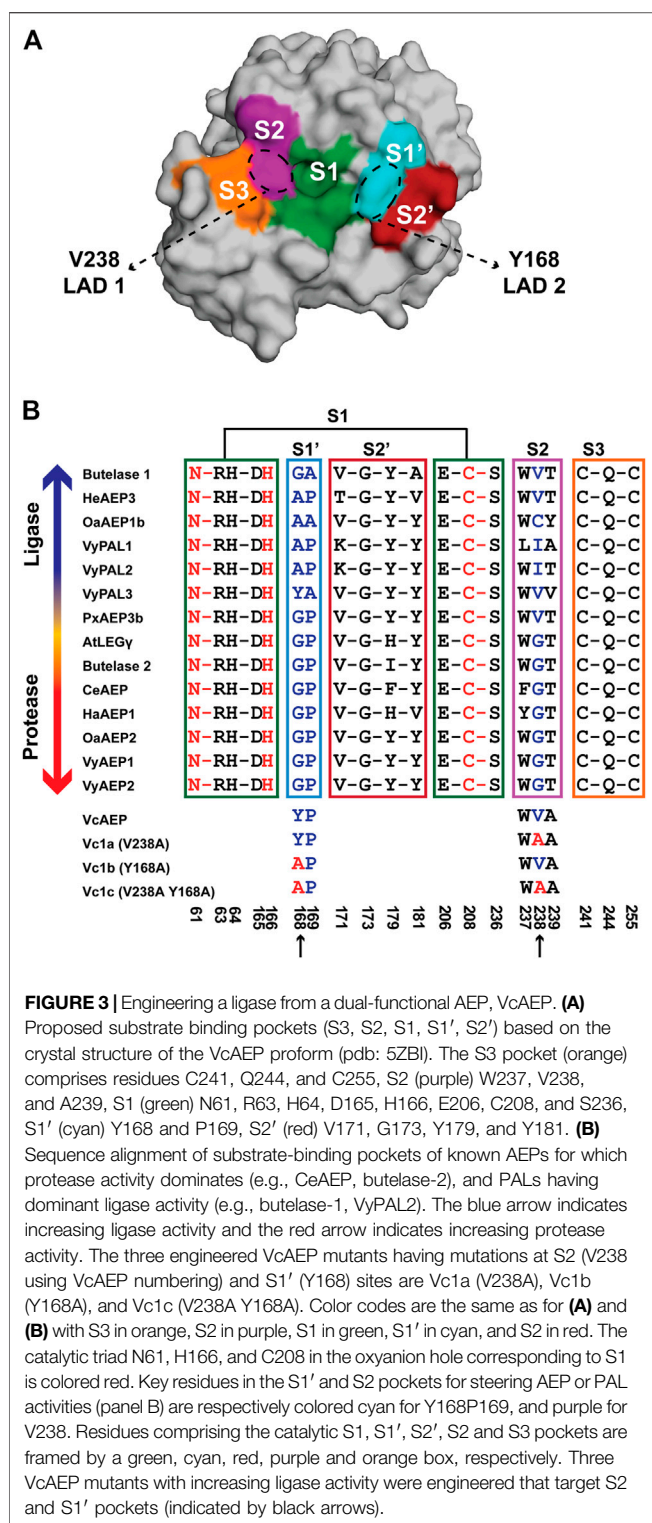 A
S2
S1
S1′
S3
S2′
V238
LAD 1
Y168
LAD 2
B
S1
S1′ S2′ S2 S3
Ligase
Protease
Butelase 1 N-RH-DH GA V-G-Y-A E-C-S WVT C-Q-C
HeAEP3 N-RH-DH AP T-G-Y-V E-C-S WVT C-Q-C
OaAEP1b N-RH-DH AA V-G-Y-Y E-C-S WCY C-Q-C
VyPAL1 N-RH-DH AP K-G-Y-Y E-C-S LIA C-Q-C
VyPAL2 N-RH-DH AP K-G-Y-Y E-C-S WIT C-Q-C
VyPAL3 N-RH-DH YA V-G-Y-Y E-C-S WVV C-Q-C
PxAEP3b N-RH-DH GP V-G-Y-Y E-C-S WVT C-Q-C
AtLEGγ N-RH-DH GP V-G-H-Y E-C-S WGT C-Q-C
Butelase 2 N-RH-DH GP V-G-I-Y E-C-S WGT C-Q-C
CeAEP N-RH-DH GP V-G-F-Y E-C-S FGT C-Q-C
HaAEP1 N-RH-DH GP V-G-H-V E-C-S YGT C-Q-C
OaAEP2 N-RH-DH GP V-G-Y-Y E-C-S WGT C-Q-C
VyAEP1 N-RH-DH GP V-G-Y-Y E-C-S WGT C-Q-C
VyAEP2 N-RH-DH GP V-G-Y-Y E-C-S WGT C-Q-C
VcAEP YP WVA
Vc1a (V238A) YP WAA
Vc1b (Y168A) AP WVA
Vc1c (V238A Y168A) AP WAA
61 63 64 165 166 168 169 171 173 179 181 206 208 236 237 238 239 241 244 255
FIGURE 3 | Engineering a ligase from a dual-functional AEP, VcAEP. (A)
Proposed substrate binding pockets (S3, S2, S1, S1′, S2′) based on the
crystal structure of the VcAEP proform (pdb: 5ZBI). The S3 pocket (orange)
comprises residues C241, Q244, and C255, S2 (purple) W237, V238,
and A239, S1 (green) N61, R63, H64, D165, H166, E206, C208, and S236,
S1′ (cyan) Y168 and P169, S2′ (red) V171, G173, Y179, and Y181. (B)
Sequence alignment of substrate-binding pockets of known AEPs for which
protease activity dominates (e.g., CeAEP, butelase-2), and PALs having
dominant ligase activity (e.g., butelase-1, VyPAL2). The blue arrow indicates
increasing ligase activity and the red arrow indicates increasing protease
activity. The three engineered VcAEP mutants having mutations at S2 (V238
using VcAEP numbering) and S1′ (Y168) sites are Vc1a (V238A), Vc1b
(Y168A), and Vc1c (V238A Y168A). Color codes are the same as for (A) and
(B) with S3 in orange, S2 in purple, S1 in green, S1′ in cyan, and S2 in red. The
catalytic triad N61, H166, and C208 in the oxyanion hole corresponding to S1
is colored red. Key residues in the S1′ and S2 pockets for steering AEP or PAL
activities (panel B) are respectively colored cyan for Y168P169, and purple for
V238. Residues comprising the catalytic S1, S1′, S2′, S2 and S3 pockets are
framed by a green, cyan, red, purple and orange box, respectively. Three
VcAEP mutants with increasing ligase activity were engineered that target S2
and S1′ pockets (indicated by black arrows).